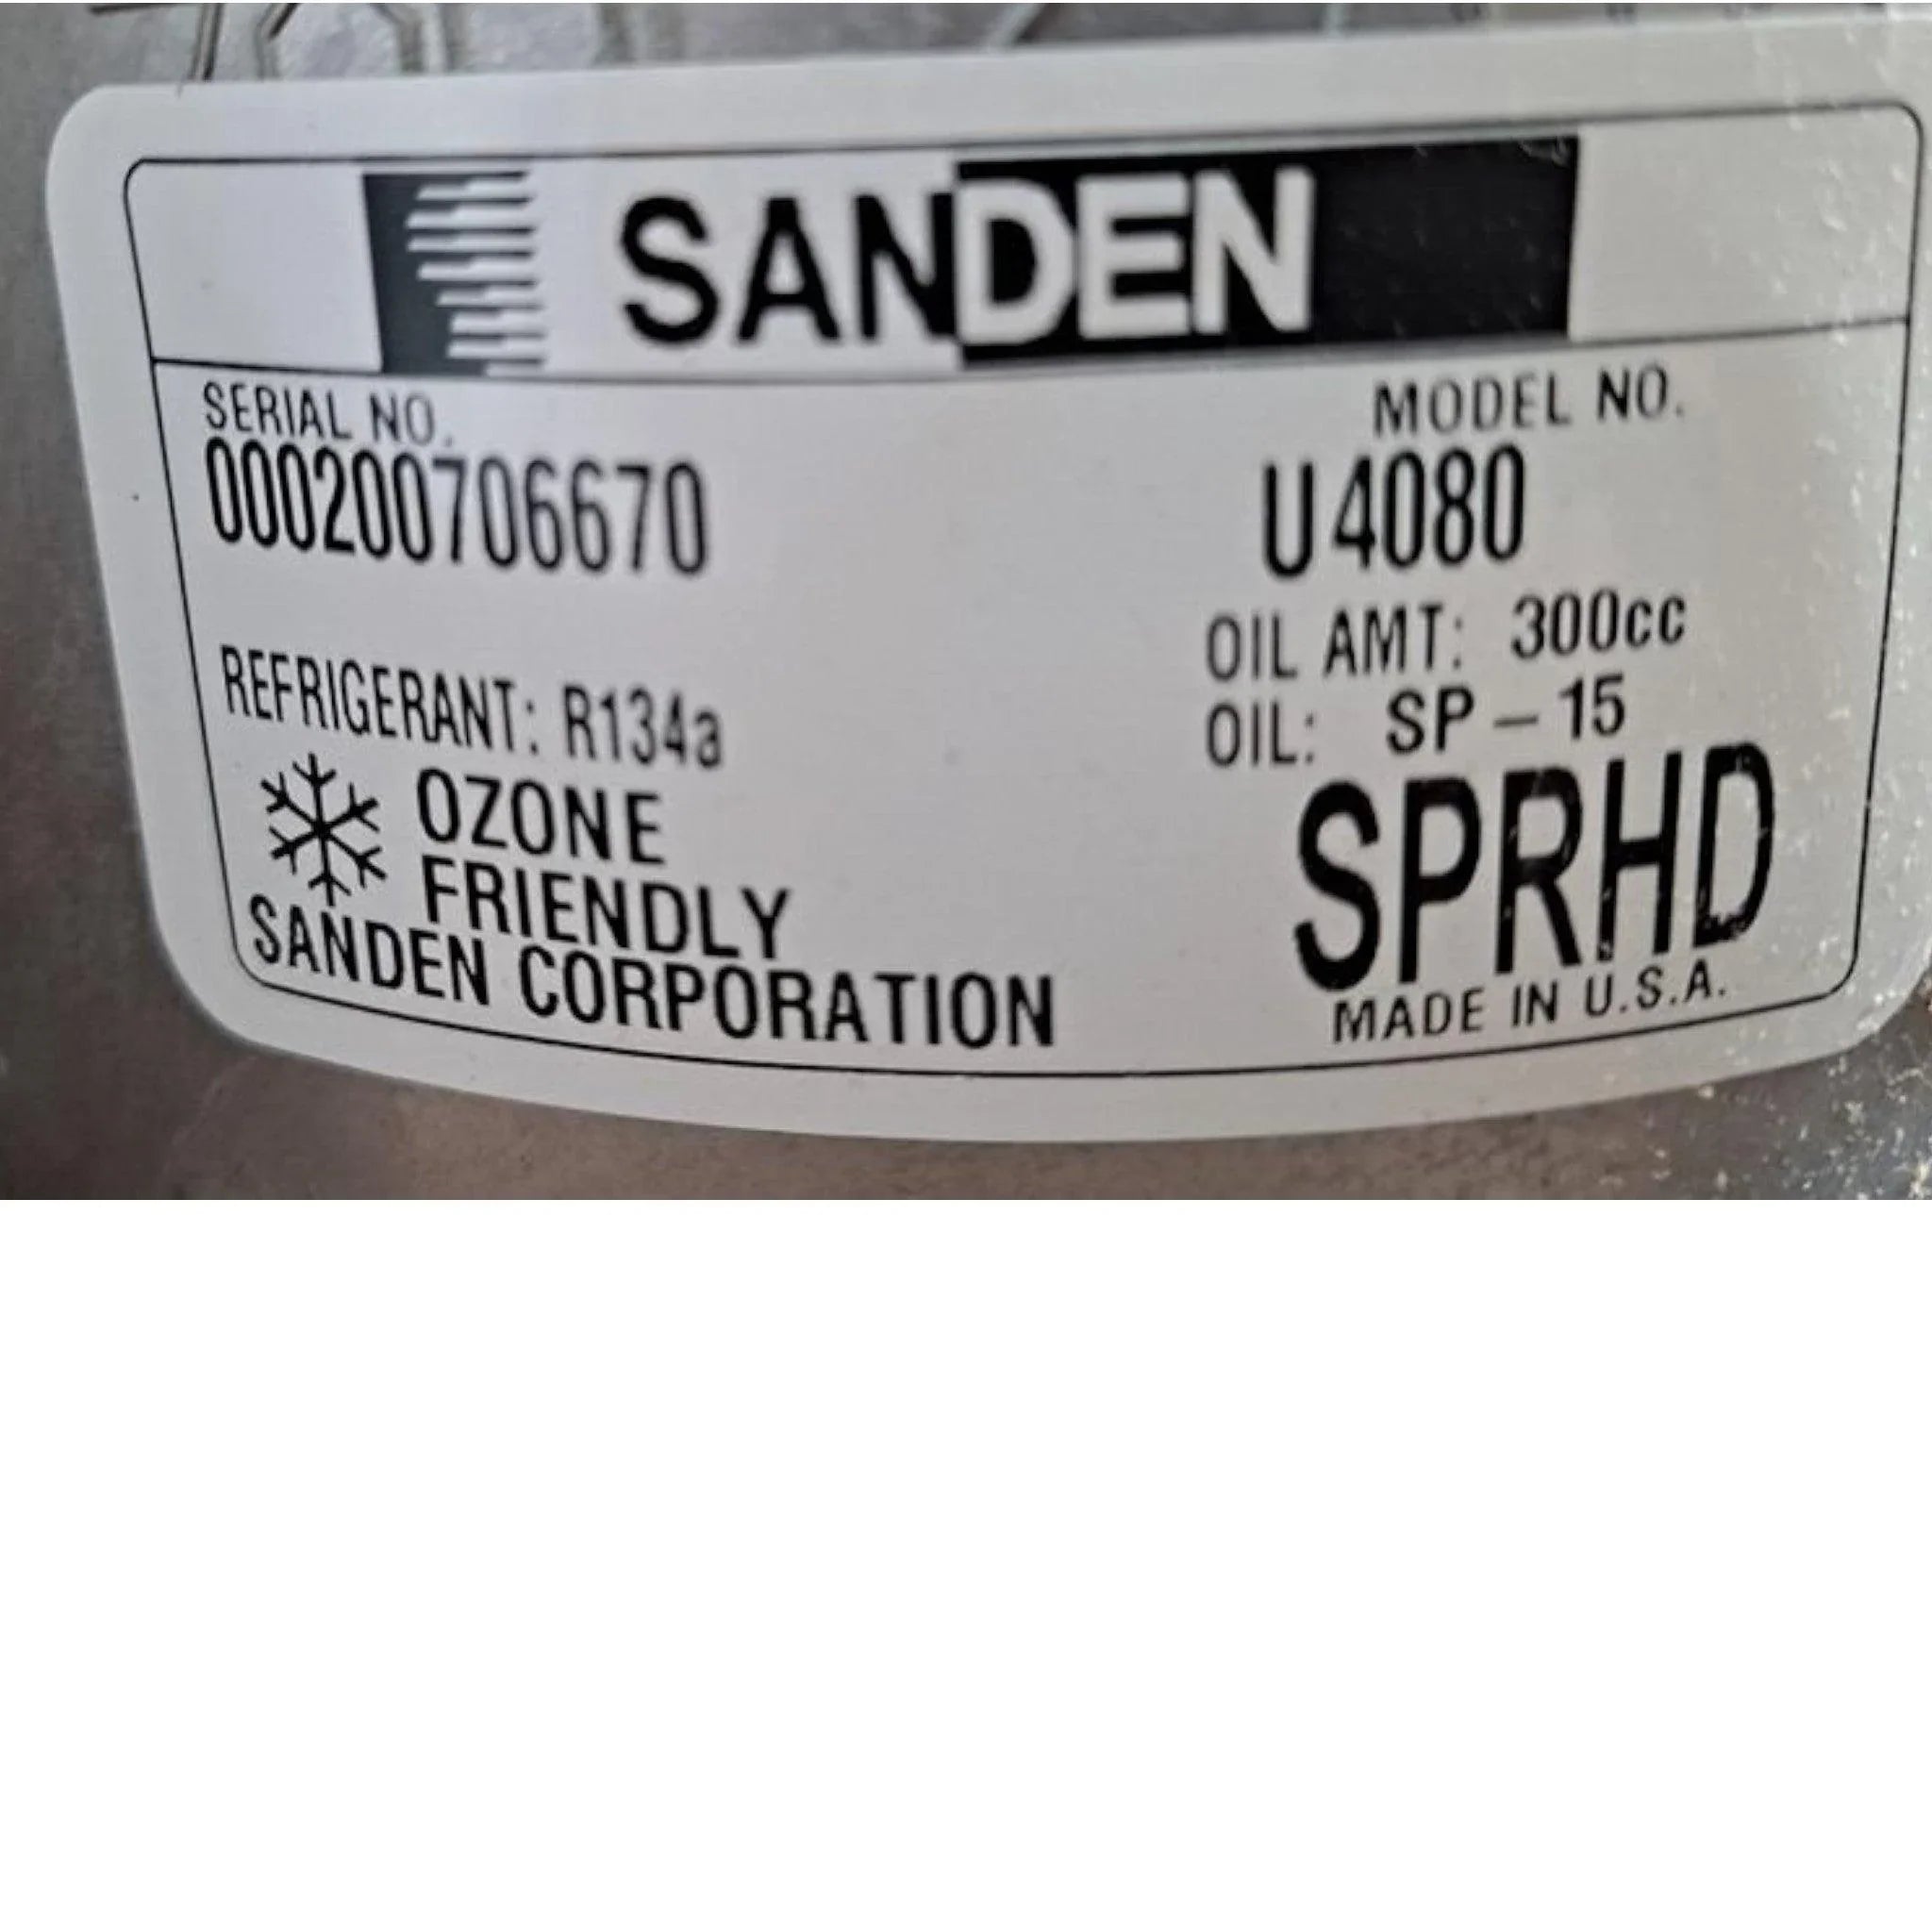 SANDEN
SERIAL NO.
000200706670
MODEL NO.
U4080
OIL AMT: 300cc
REFRIGERANT: R134a
OIL: SP-15
OZONE
FRIENDLY
SPRHD
SANDEN CORPORATION
MADE IN U.S.A.